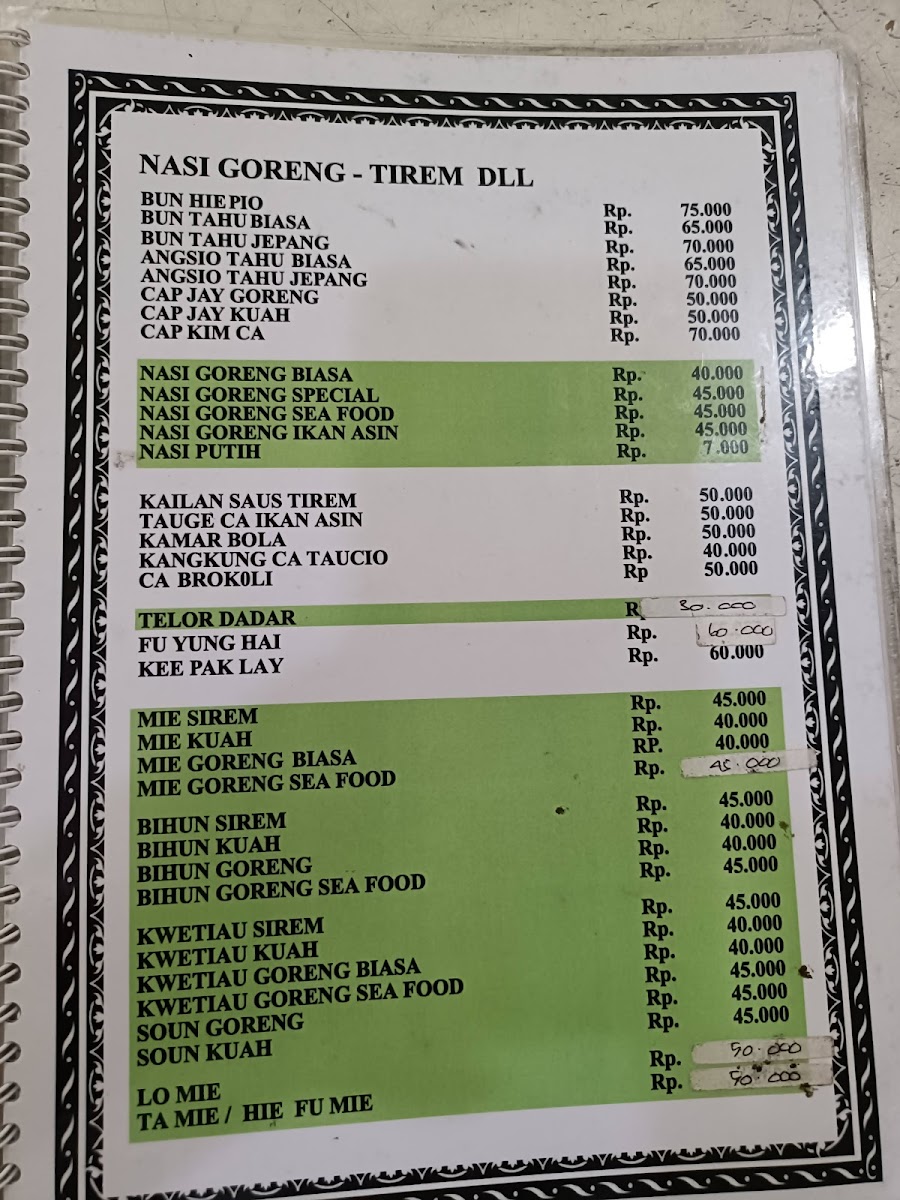 NASI GORENG - TIREM DLL
BUN HIE PIO Rp. 75.000
BUN TAHU BIASA Rp. 65.000
BUN TAHU JEPANG Rp. 70.000
ANGSIO TAHU BIASA Rp. 65.000
ANGSIO TAHU JEPANG Rp. 70.000
CAP JAY GORENG Rp. 50.000
CAP JAY KUAH Rp. 50.000
CAP KIM CA Rp. 70.000
NASI GORENG BIASA Rp. 40.000
NASI GORENG SPECIAL Rp. 45.000
NASI GORENG SEA FOOD Rp. 45.000
NASI GORENG IKAN ASIN Rp. 45.000
NASI PUTIH Rp. 7.000
KAILAN SAUS TIREM Rp. 50.000
TAUGE CA IKAN ASIN Rp. 50.000
KAMAR BOLA Rp. 50.000
KANGKUNG CA TAUCIO Rp. 40.000
CA BROK0LI Rp 50.000
TELOR DADAR R 30.000
FU YUNG HAI Rp. 60.000
KEE PAK LAY Rp. 60.000
MIE SIREM Rp. 45.000
MIE KUAH Rp. 40.000
MIE GORENG BIASA RP. 40.000
MIE GORENG SEA FOOD Rp. 45.000
BIHUN SIREM Rp. 45.000
BIHUN KUAH Rp. 40.000
BIHUN GORENG Rp. 40.000
BIHUN GORENG SEA FOOD Rp. 45.000
KWETIAU SIREM Rp. 45.000
KWETIAU KUAH Rp. 40.000
KWETIAU GORENG BIASA Rp. 40.000
KWETIAU GORENG SEA FOOD Rp. 45.000
SOUN GORENG Rp. 45.000
SOUN KUAH Rp. 45.000
LO MIE Rp. 50.000
TA MIE / HIE FU MIE Rp. 50.000